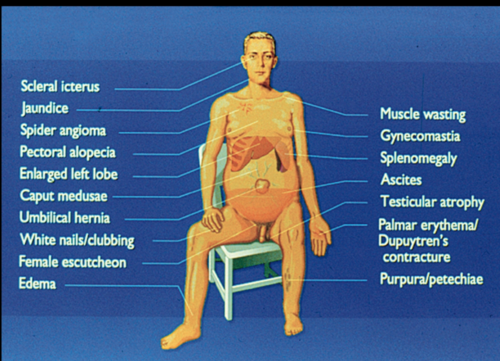 Scleral icterus
Jaundice
Spider angioma
Pectoral alopecia
Enlarged left lobe
Caput medusae
Umbilical hernia
White nails/clubbing
Female escutcheon
Edema
Muscle wasting
Gynecomastia
Splenomegaly
Ascites
Testicular atrophy
Palmar erythema/
Dupuytren's
contracture
Purpura/petechiae